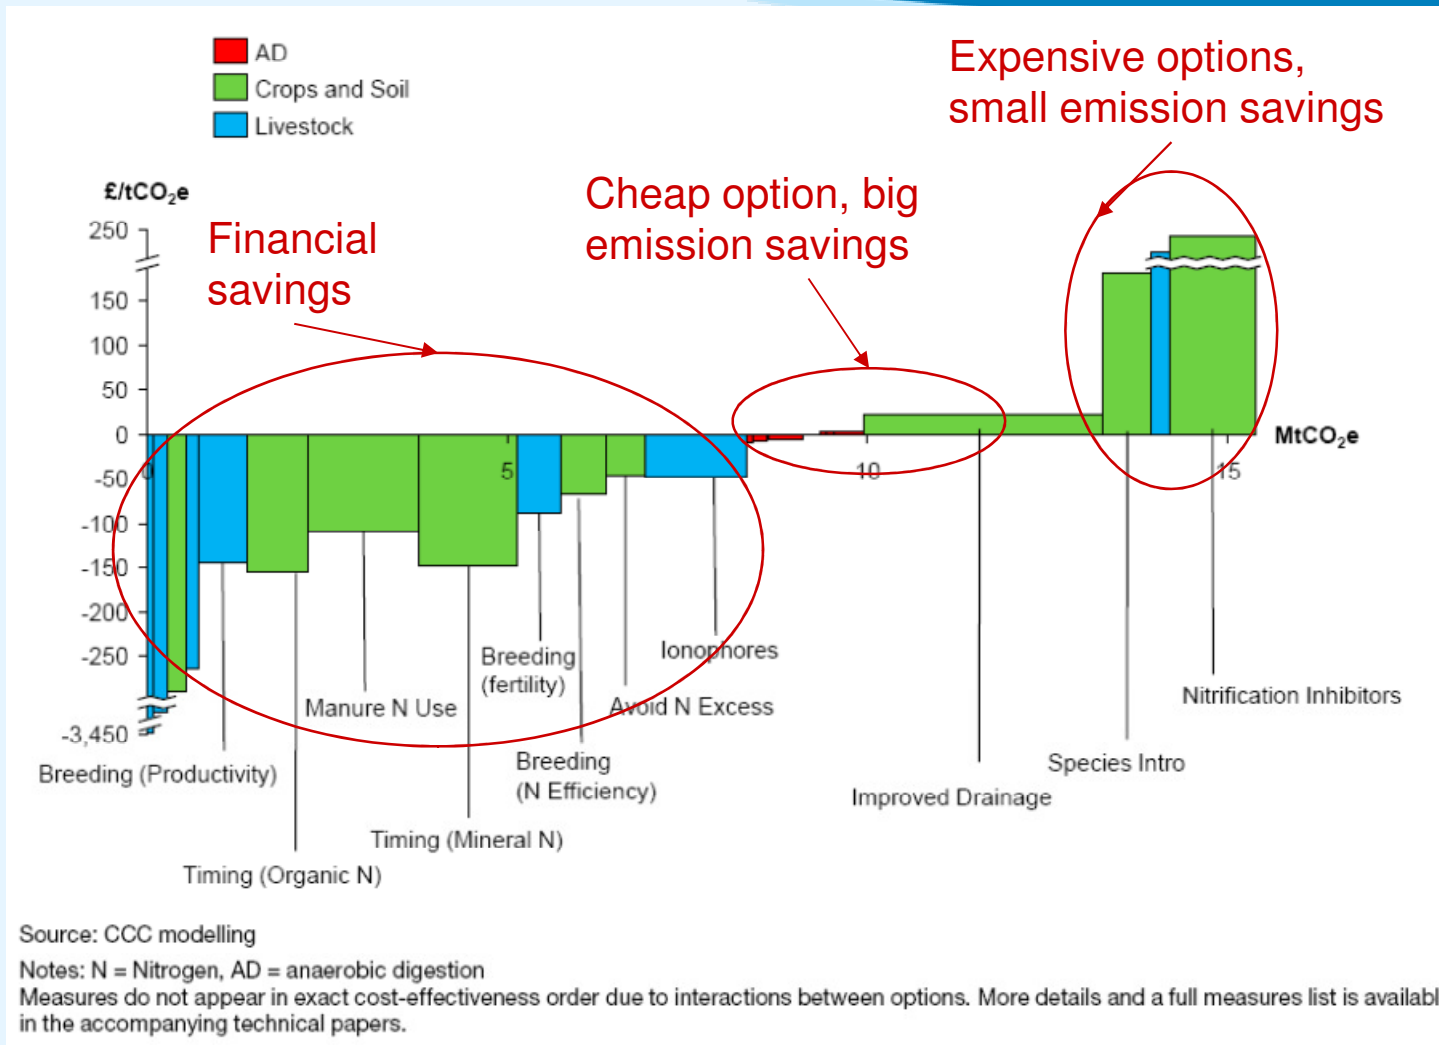 AD
Crops and Soil
Livestock
Expensive options,
small emission savings
Cheap option, big
emission savings
Financial
savings
£/tCO₂e
250
150
100
50
0
-50
-100
-150
-200
-250
-3,450
0
5
10
15
MtCO₂e
Breeding (Productivity)
Timing (Organic N)
Manure N Use
Timing (Mineral N)
Breeding
(fertility)
Breeding
(N Efficiency)
Avoid N Excess
Ionophores
Improved Drainage
Species Intro
Nitrification Inhibitors
Source: CCC modelling
Notes: N = Nitrogen, AD = anaerobic digestion
Measures do not appear in exact cost-effectiveness order due to interactions between options. More details and a full measures list is availabl
in the accompanying technical papers.